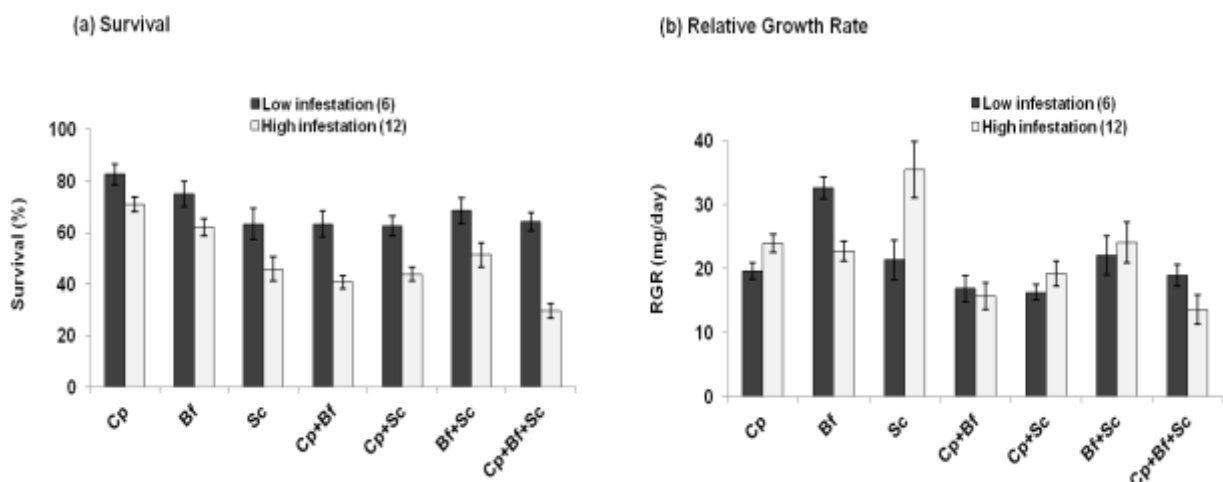 (a) Survival
Low infestation (6)
High infestation (12)
100
80
60
40
20
0
Survival (%)
Cp
Bf
Sc
Cp+Bf
Cp+Sc
Bf+Sc
Cp+Bf+Sc
(b) Relative Growth Rate
Low infestation (6)
High infestation (12)
40
30
20
10
0
RGR (mg/day)
Cp
Bf
Sc
Cp+Bf
Cp+Sc
Bf+Sc
Cp+Bf+Sc